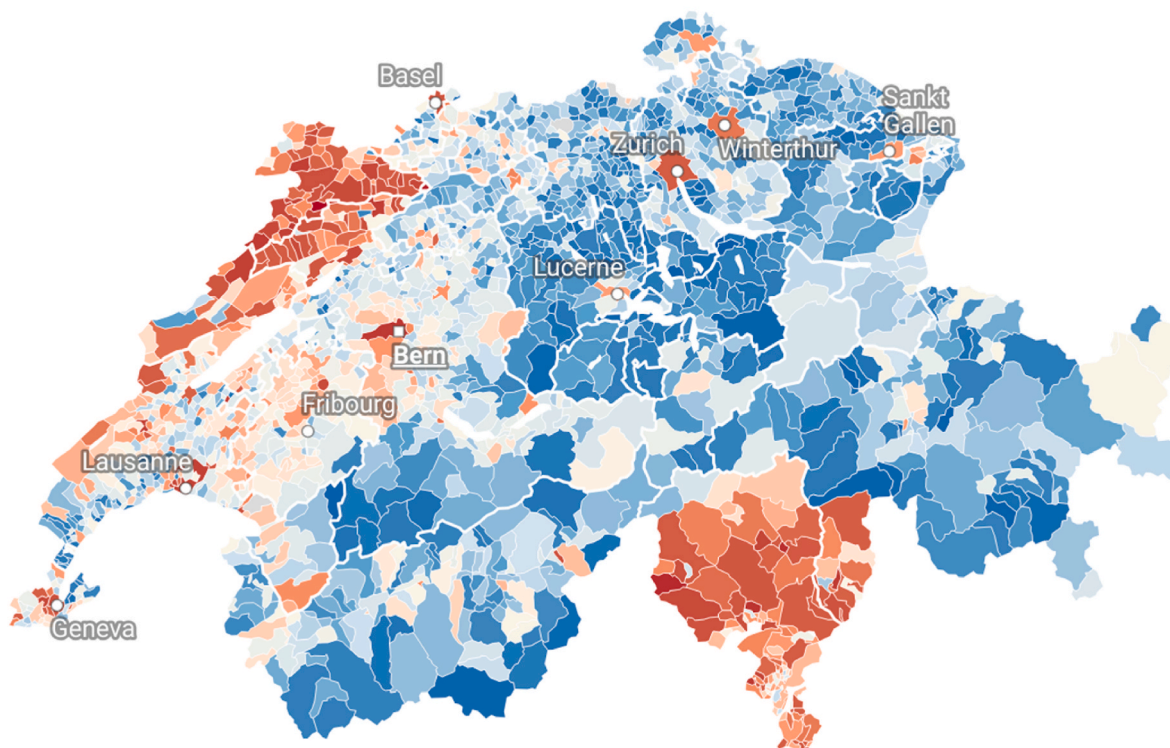 Basel
Sankt
Gallen
Zurich
Winterthur
Lucerne
Bern
Fribourg
Lausanne
Geneva